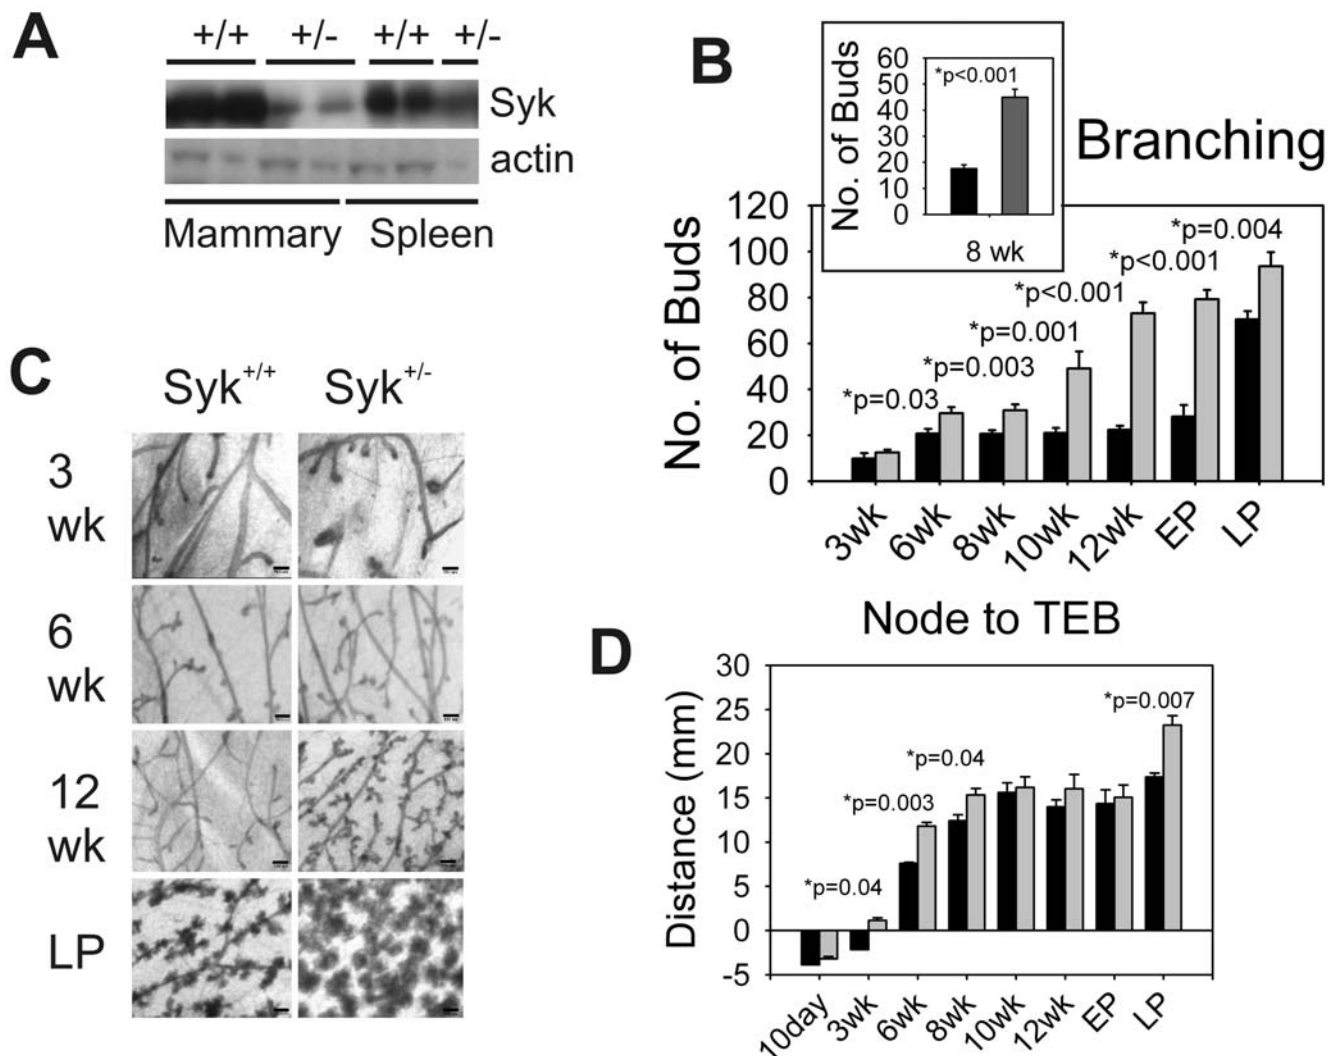 A
+/+ +/- +/+ +/-
Syk
actin
Mammary Spleen
B
Branching
No. of Buds
60
50
40
30
20
10
0
*p<0.001
8 wk
No. of Buds
120
100
80
60
40
20
0
*p=0.03
*p=0.003
*p=0.001
*p<0.001
*p<0.001
*p=0.004
3wk 6wk 8wk 10wk 12wk EP LP
C
Syk+/+ Syk+/-
3
wk
6
wk
12
wk
LP
D
Node to TEB
Distance (mm)
30
25
20
15
10
5
0
-5
*p=0.04
*p=0.003
*p=0.04
*p=0.007
10day 3wk 6wk 8wk 10wk 12wk EP LP